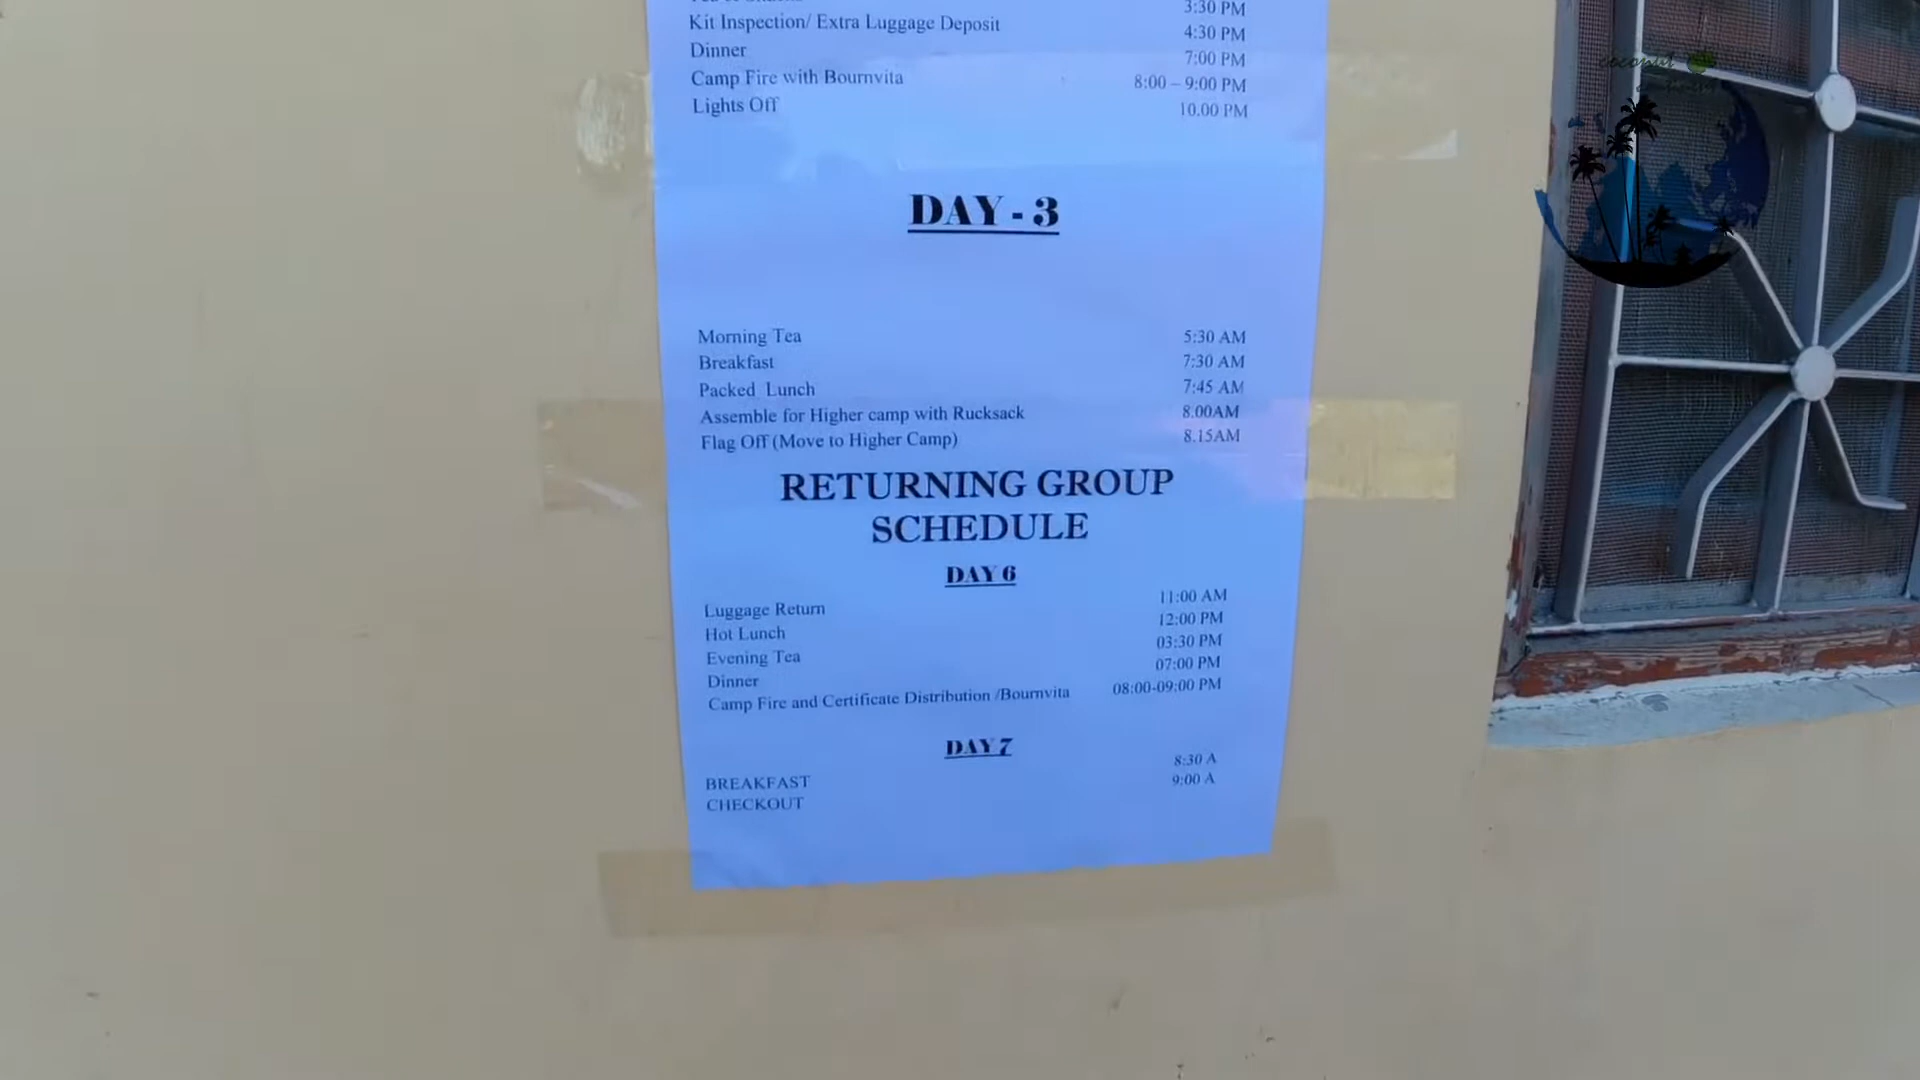 3:30 PM
Kit Inspection/ Extra Luggage Deposit 4:30 PM
Dinner 7:00 PM
Camp Fire with Bournvita 8:00 – 9:00 PM
Lights Off 10.00 PM
DAY - 3
Morning Tea 5:30 AM
Breakfast 7:30 AM
Packed Lunch 7:45 AM
Assemble for Higher camp with Rucksack 8.00AM
Flag Off (Move to Higher Camp) 8.15AM
RETURNING GROUP
SCHEDULE
DAY 6
Luggage Return 11:00 AM
Hot Lunch 12:00 PM
Evening Tea 03:30 PM
Dinner 07:00 PM
Camp Fire and Certificate Distribution /Bournvita 08:00-09:00 PM
DAY 7
BREAKFAST 8:30 A
CHECKOUT 9:00 A
coconut